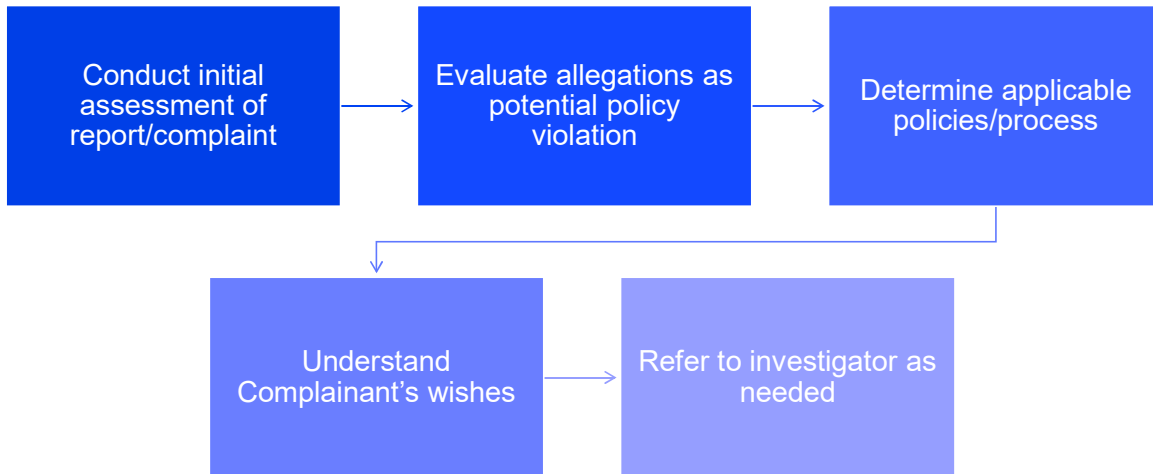 Conduct initial
assessment of
report/complaint
Evaluate allegations as
potential policy
violation
Determine applicable
policies/process
Understand
Complainant’s wishes
Refer to investigator as
needed